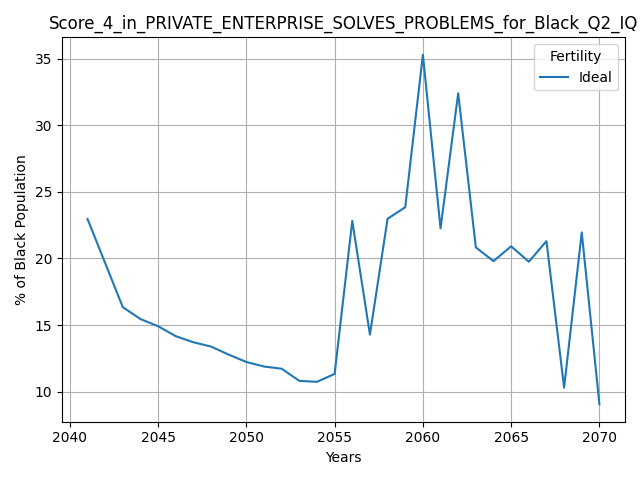 Score_4_in_PRIVATE_ENTERPRISE_SOLVES_PROBLEMS_for_Black_Q2_IQ
Fertility
Ideal
% of Black Population
35
30
25
20
15
10
2040 2045 2050 2055 2060 2065 2070
Years